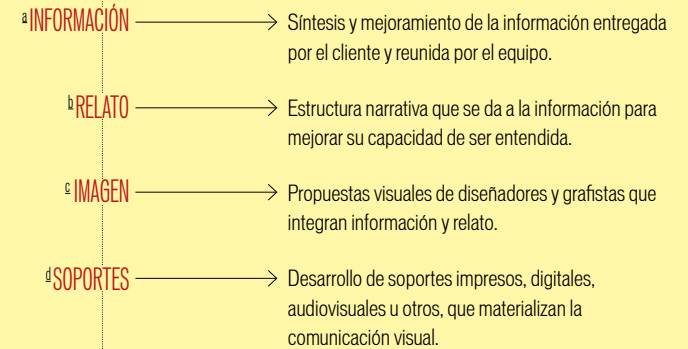 a INFORMACIÓN → Síntesis y mejoramiento de la información entregada
por el cliente y reunida por el equipo.
b RELATO → Estructura narrativa que se da a la información para
mejorar su capacidad de ser entendida.
c IMAGEN → Propuestas visuales de diseñadores y grafistas que
integran información y relato.
d SOPORTES → Desarrollo de soportes impresos, digitales,
audiovisuales u otros, que materializan la
comunicación visual.